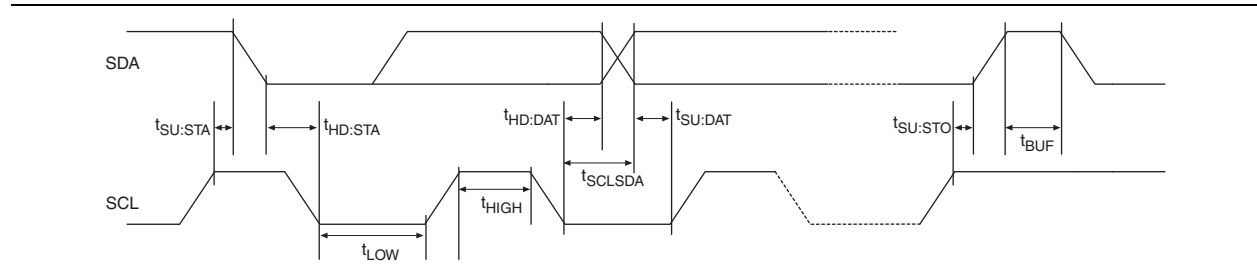 SDA
tSU:STA
tHD:STA
tHD:DAT
tSU:DAT
tSU:STO
tBUF
tSCLSDA
SCL
tHIGH
tLOW